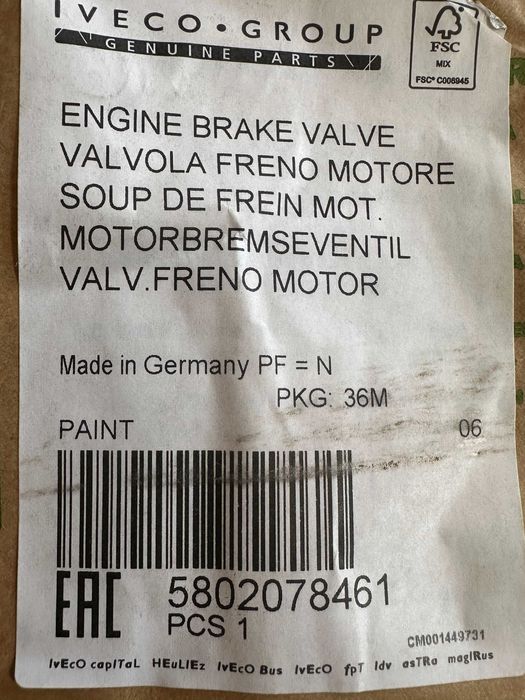 IVECO • GROUP
GENUINE PARTS
FSC
MIX
FSC® C006945
ENGINE BRAKE VALVE
VALVOLA FRENO MOTORE
SOUP DE FREIN MOT.
MOTORBREMSEVENTIL
VALV.FRENO MOTOR
Made in Germany PF = N
PKG: 36M
PAINT 06
EAC 5802078461
PCS 1
CM001449731
IvEcO capITaL HEuLIEz IvEcO Bus IvEcO fpT Idv asTRa magIRus